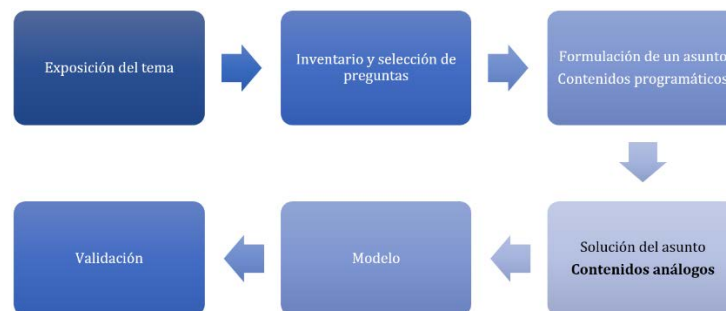 Exposición del tema
Inventario y selección de
preguntas
Formulación de un asunto
Contenidos programáticos
Solución del asunto
Contenidos análogos
Modelo
Validación